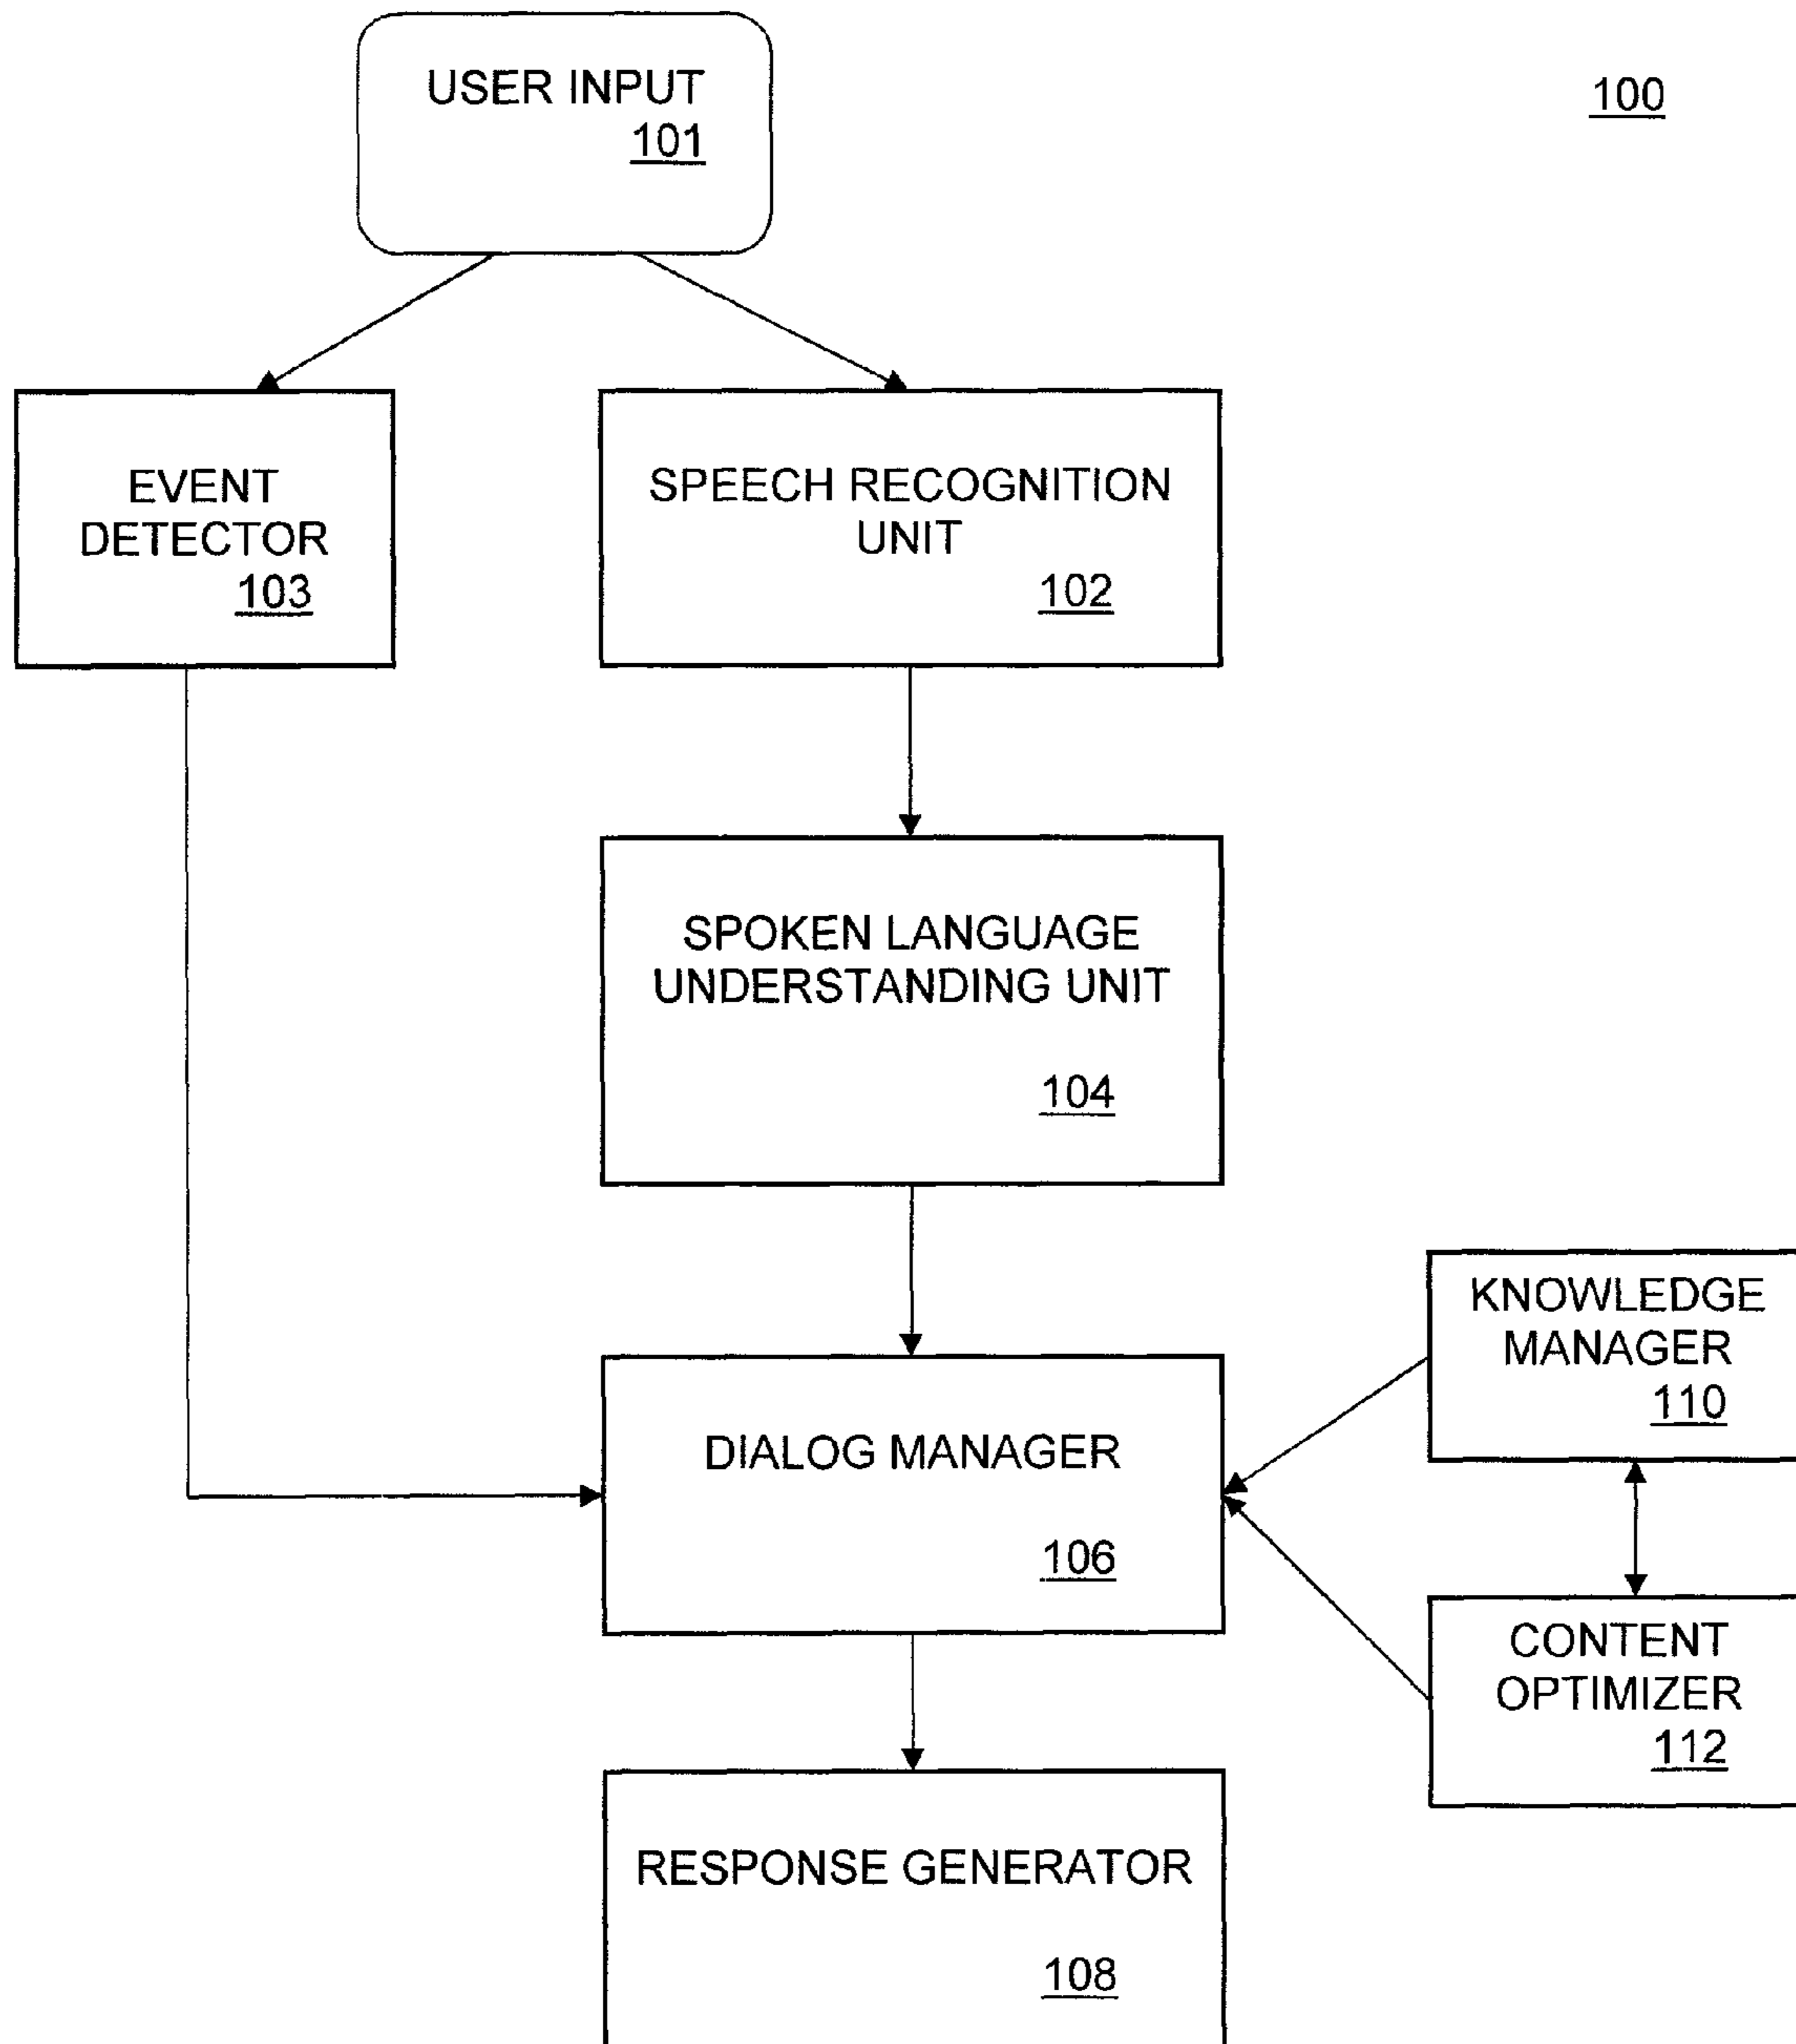 USER INPUT
101
100
EVENT
DETECTOR
103
SPEECH RECOGNITION
UNIT
102
SPOKEN LANGUAGE
UNDERSTANDING UNIT
104
KNOWLEDGE
MANAGER
110
DIALOG MANAGER
106
CONTENT
OPTIMIZER
112
RESPONSE GENERATOR
108